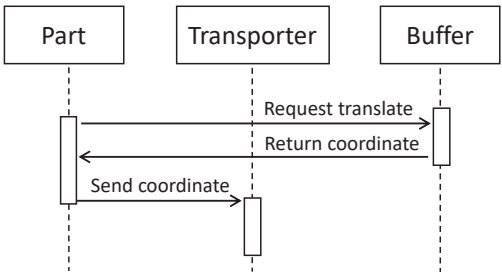 Part
Transporter
Buffer
Request translate
Return coordinate
Send coordinate